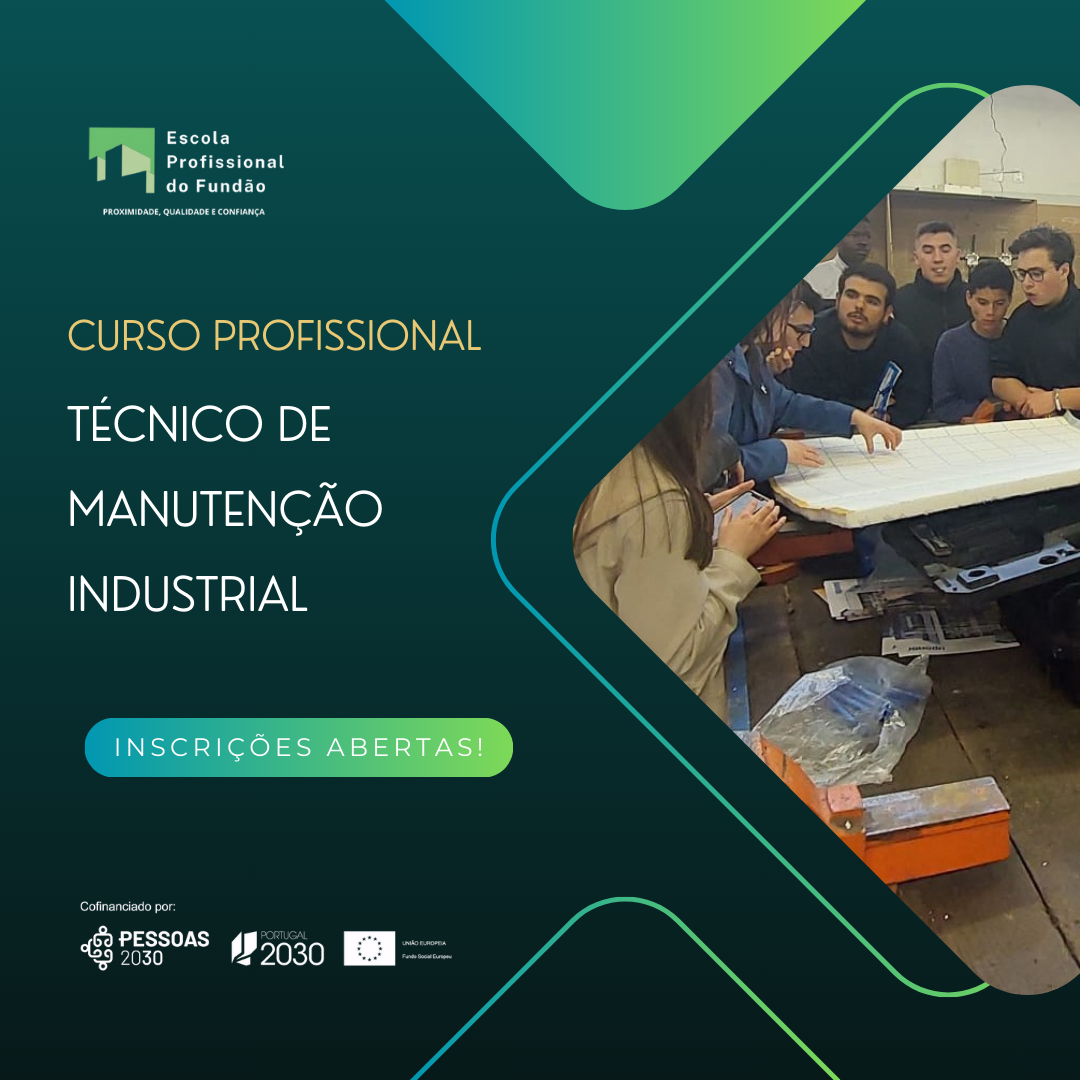 Escola
Profissional
do Fundão
PROXIMIDADE, QUALIDADE E CONFIANÇA
CURSO PROFISSIONAL
TÉCNICO DE
MANUTENÇÃO
INDUSTRIAL
INSCRIÇÕES ABERTAS!
Cofinanciado por:
PESSOAS
2030
PORTUGAL
2030
UNIÃO EUROPEIA
Fundo Social Europeu